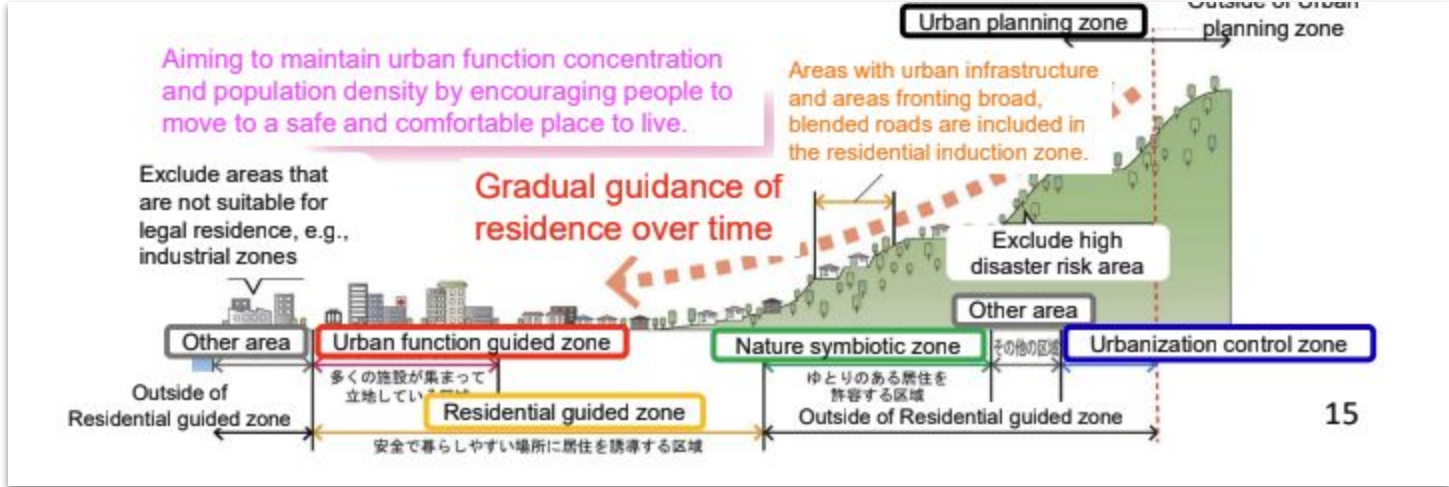 Urban planning zone
Outside of Urban
planning zone
Aiming to maintain urban function concentration
and population density by encouraging people to
move to a safe and comfortable place to live.
Areas with urban infrastructure
and areas fronting broad,
blended roads are included in
the residential induction zone.
Exclude areas that
are not suitable for
legal residence, e.g.,
industrial zones
Gradual guidance of
residence over time
Exclude high
disaster risk area
Other area
Other area
Urban function guided zone
Nature symbiotic zone
その他の区域
Urbanization control zone
多くの施設が集まって
立地してい
ゆとりのある居住を
許容する区域
Outside of
Residential guided zone
Residential guided zone
Outside of Residential guided zone
15
安全で暮らしやすい場所に居住を誘導する区域